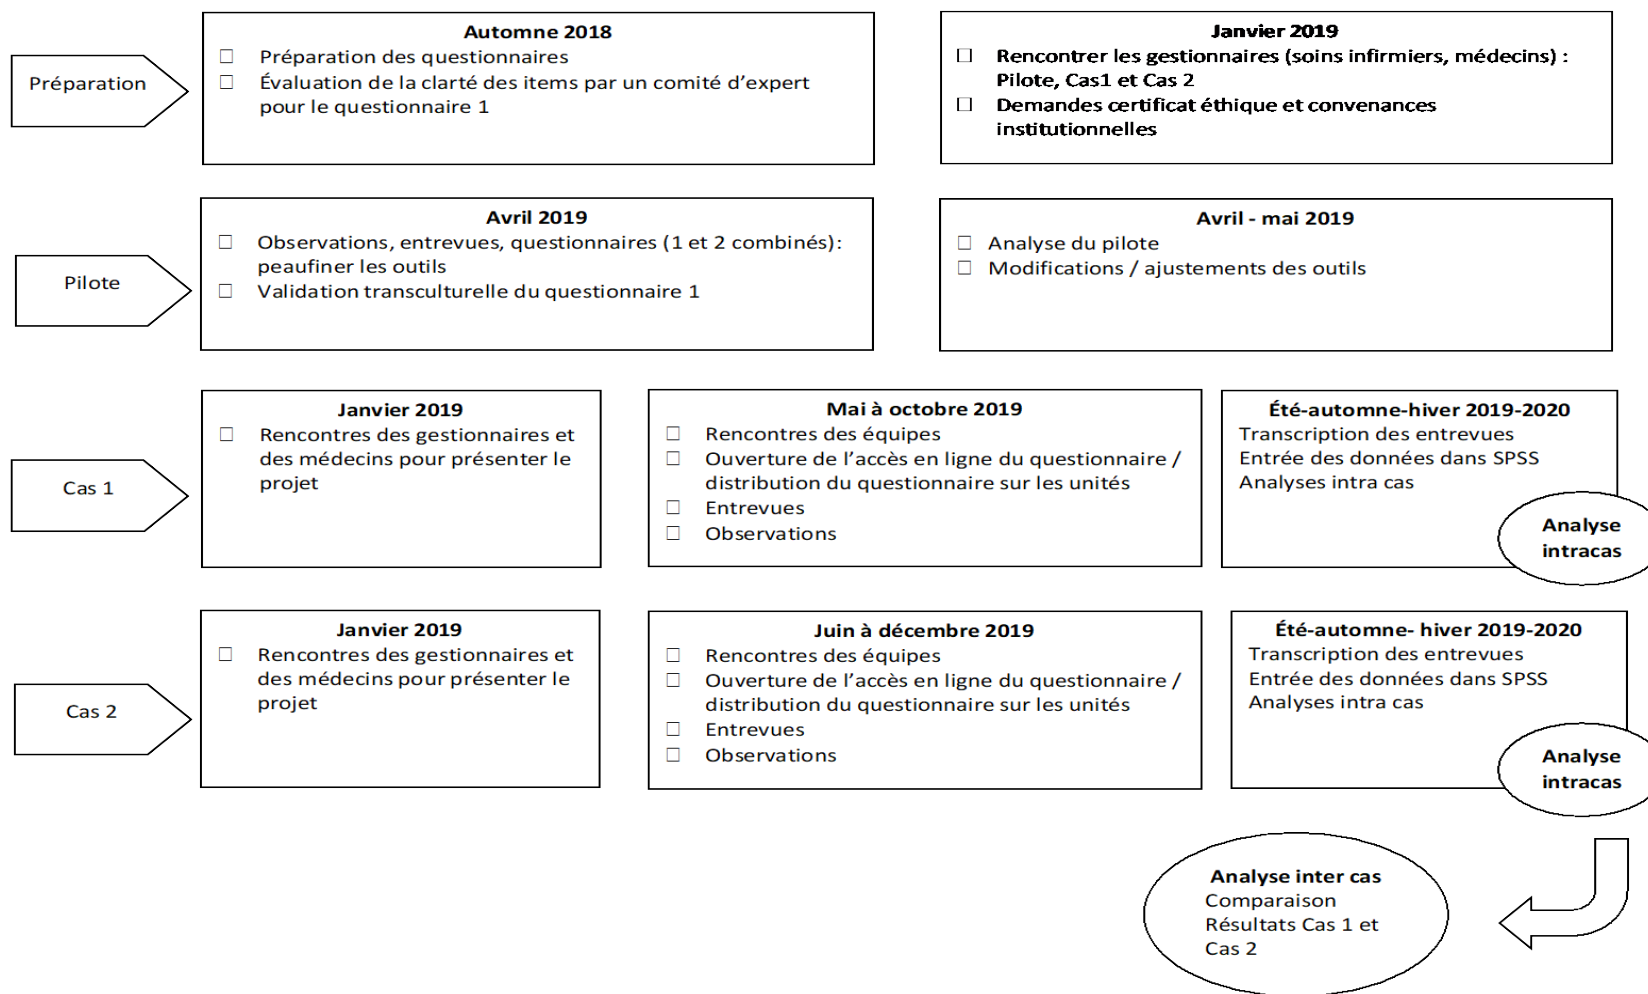 Préparation
Automne 2018
□ Préparation des questionnaires
□ Évaluation de la clarté des items par un comité d’expert
pour le questionnaire 1
Janvier 2019
□ Rencontrer les gestionnaires (soins infirmiers, médecins) :
Pilote, Cas1 et Cas 2
□ Demandes certificat éthique et convenances
institutionnelles
Pilote
Avril 2019
□ Observations, entrevues, questionnaires (1 et 2 combinés):
peaufiner les outils
□ Validation transculturelle du questionnaire 1
Avril - mai 2019
□ Analyse du pilote
□ Modifications / ajustements des outils
Cas 1
Janvier 2019
□ Rencontres des gestionnaires et
des médecins pour présenter le
projet
Mai à octobre 2019
□ Rencontres des équipes
□ Ouverture de l’accès en ligne du questionnaire /
distribution du questionnaire sur les unités
□ Entrevues
□ Observations
Été-automne-hiver 2019-2020
Transcription des entrevues
Entrée des données dans SPSS
Analyses intra cas
Analyse
intracas
Cas 2
Janvier 2019
□ Rencontres des gestionnaires et
des médecins pour présenter le
projet
Juin à décembre 2019
□ Rencontres des équipes
□ Ouverture de l’accès en ligne du questionnaire /
distribution du questionnaire sur les unités
□ Entrevues
□ Observations
Été-automne- hiver 2019-2020
Transcription des entrevues
Entrée des données dans SPSS
Analyses intra cas
Analyse
intracas
Analyse inter cas
Comparaison
Résultats Cas 1 et
Cas 2